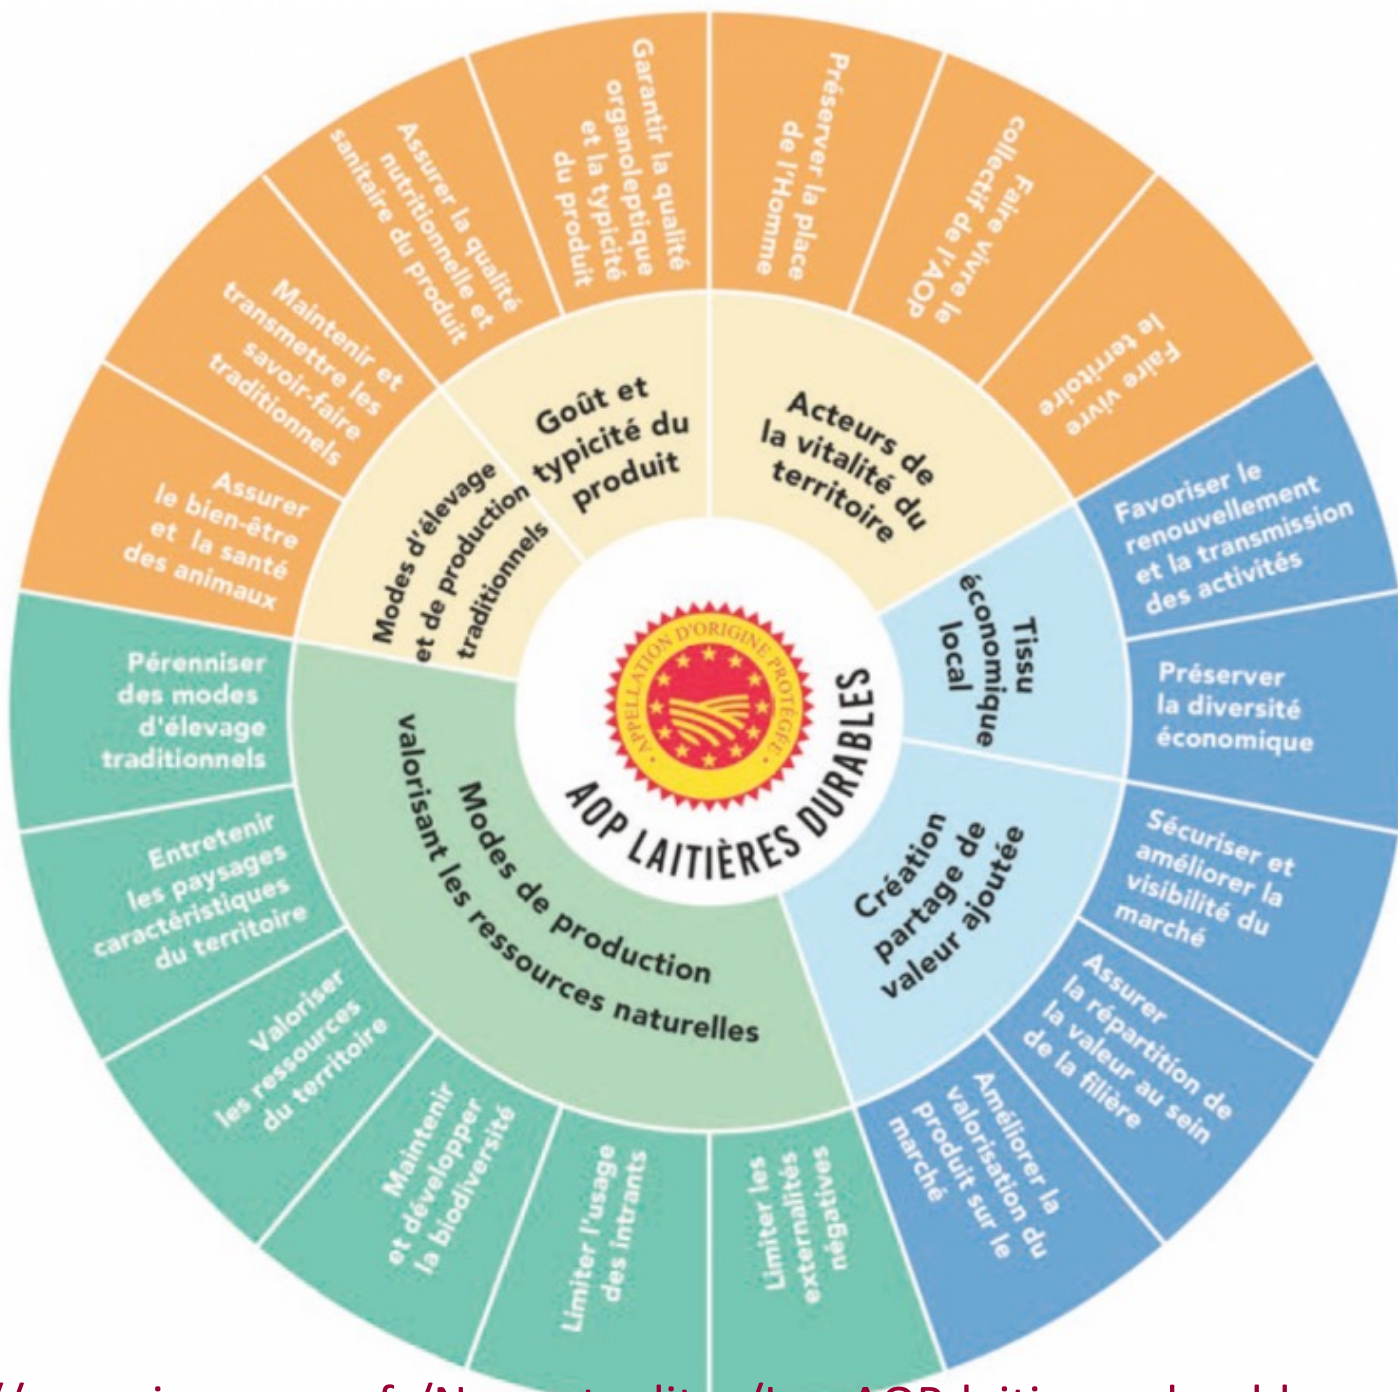 Garantir la qualité
organoleptique
et la typicité
du produit
Préserver la place
de l'Homme
Faire vivre le
collectif de l'AOP
Faire vivre
le territoire
Favoriser le
renouvellement
et la transmission
des activités
Préserver
la diversité
économique
Sécuriser et
améliorer la
visibilité du
marché
Assurer
la répartition de
la valeur au sein
de la filière
Améliorer la
valorisation du
produit sur le
marché
Limiter les
externalités
négatives
Limiter l'usage
des intrants
Maintenir
et développer
la biodiversité
Valoriser
les ressources
du territoire
Entretenir
les paysages
caractéristiques
du territoire
Pérenniser
des modes
d'élevage
traditionnels
Assurer
le bien-être
et la santé
des animaux
Maintenir et
transmettre les
savoir-faire
traditionnels
Assurer la qualité
nutritionnelle et
sanitaire du produit
Goût et
typicité du
produit
Acteurs de
la vitalité du
territoire
Tissu
économique
local
Création
partage de
valeur ajoutée
Modes de production
valorisant les ressources naturelles
Modes d'élevage
et de production
traditionnels
APPELLATION D'ORIGINE PROTÉGÉE
AOP LAITIÈRES DURABLES